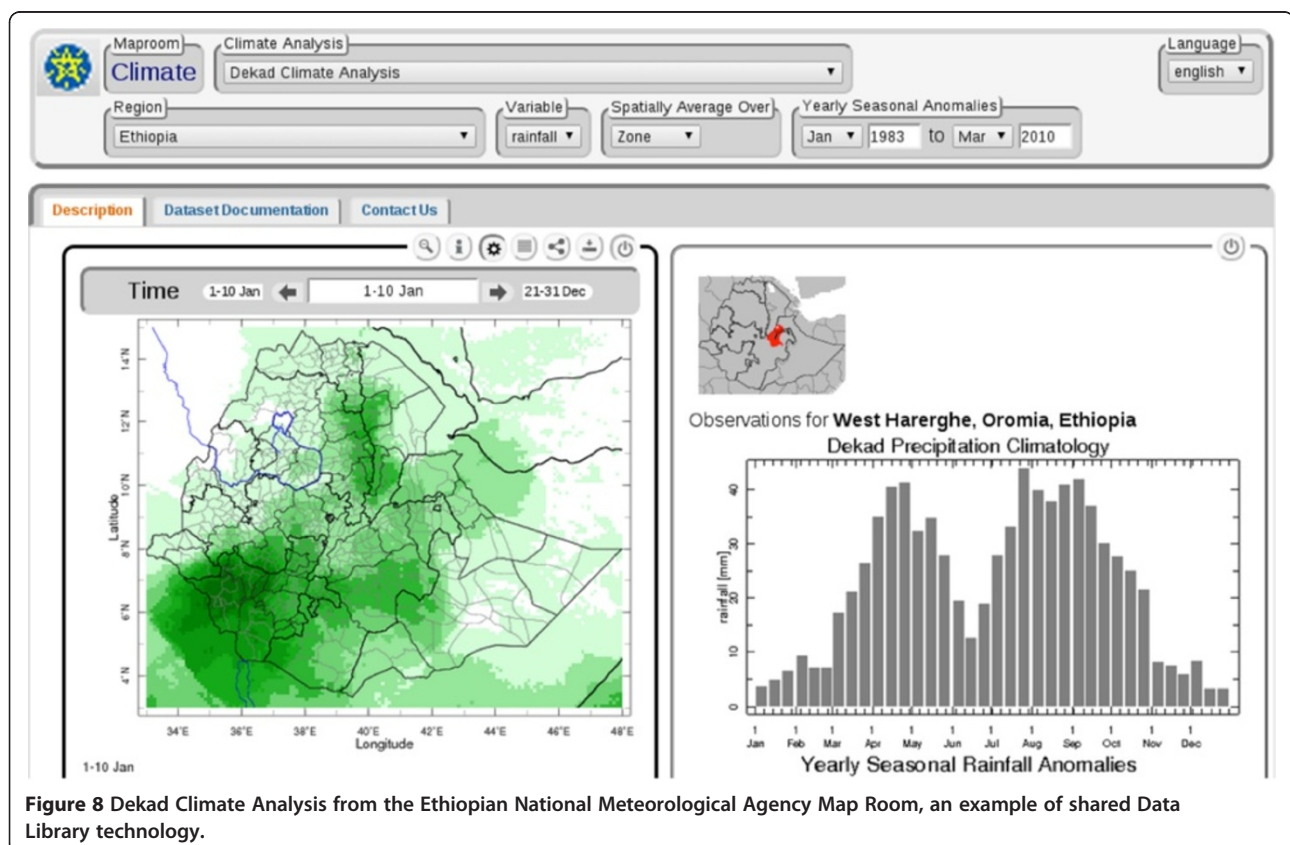 Maproom
Climate
Climate Analysis
Dekad Climate Analysis
Language
english
Region
Ethiopia
Variable
rainfall
Spatially Average Over
Zone
Yearly Seasonal Anomalies
Jan 1983 to Mar 2010
Description Dataset Documentation Contact Us
Time 1-10 Jan 1-10 Jan 21-31 Dec
14°N
12°N
10°N
8°N
6°N
4°N
Latitude
34°E 36°E 38°E 40°E 42°E 44°E 46°E 48°E
Longitude
1-10 Jan
Observations for West Harerghe, Oromia, Ethiopia
Dekad Precipitation Climatology
40
30
20
10
0
rainfall [mm]
1 1 1 1 1 1 1 1 1 1 1 1
Jan Feb Mar Apr May Jun Jul Aug Sep Oct Nov Dec
Yearly Seasonal Rainfall Anomalies
Figure 8 Dekad Climate Analysis from the Ethiopian National Meteorological Agency Map Room, an example of shared Data
Library technology.